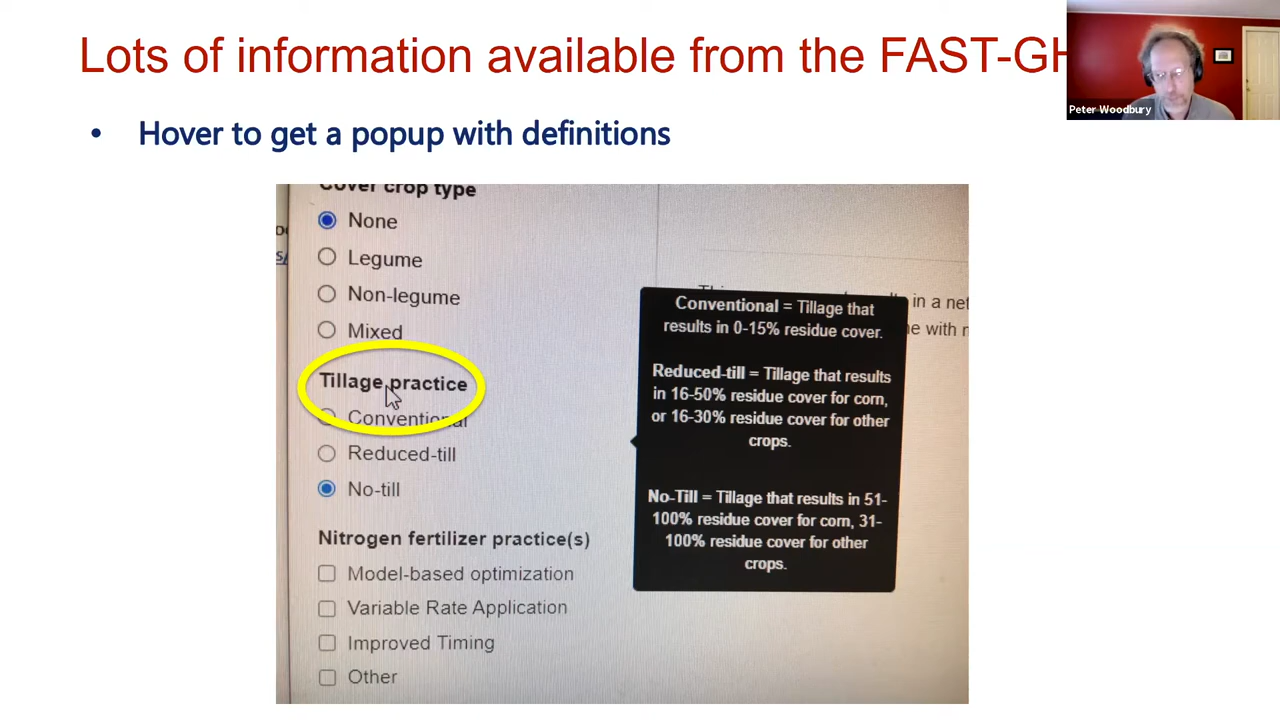 Lots of information available from the FAST-GH
Peter Woodbury
• Hover to get a popup with definitions
Cover crop type
None
Legume
Non-legume
Mixed
Tillage practice
Conventional
Reduced-till
No-till
Nitrogen fertilizer practice(s)
Model-based optimization
Variable Rate Application
Improved Timing
Other
Conventional = Tillage that
results in 0-15% residue cover.
Reduced-till = Tillage that results
in 16-50% residue cover for corn,
or 16-30% residue cover for other
crops.
No-Till = Tillage that results in 51-
100% residue cover for corn, 31-
100% residue cover for other
crops.
in a net